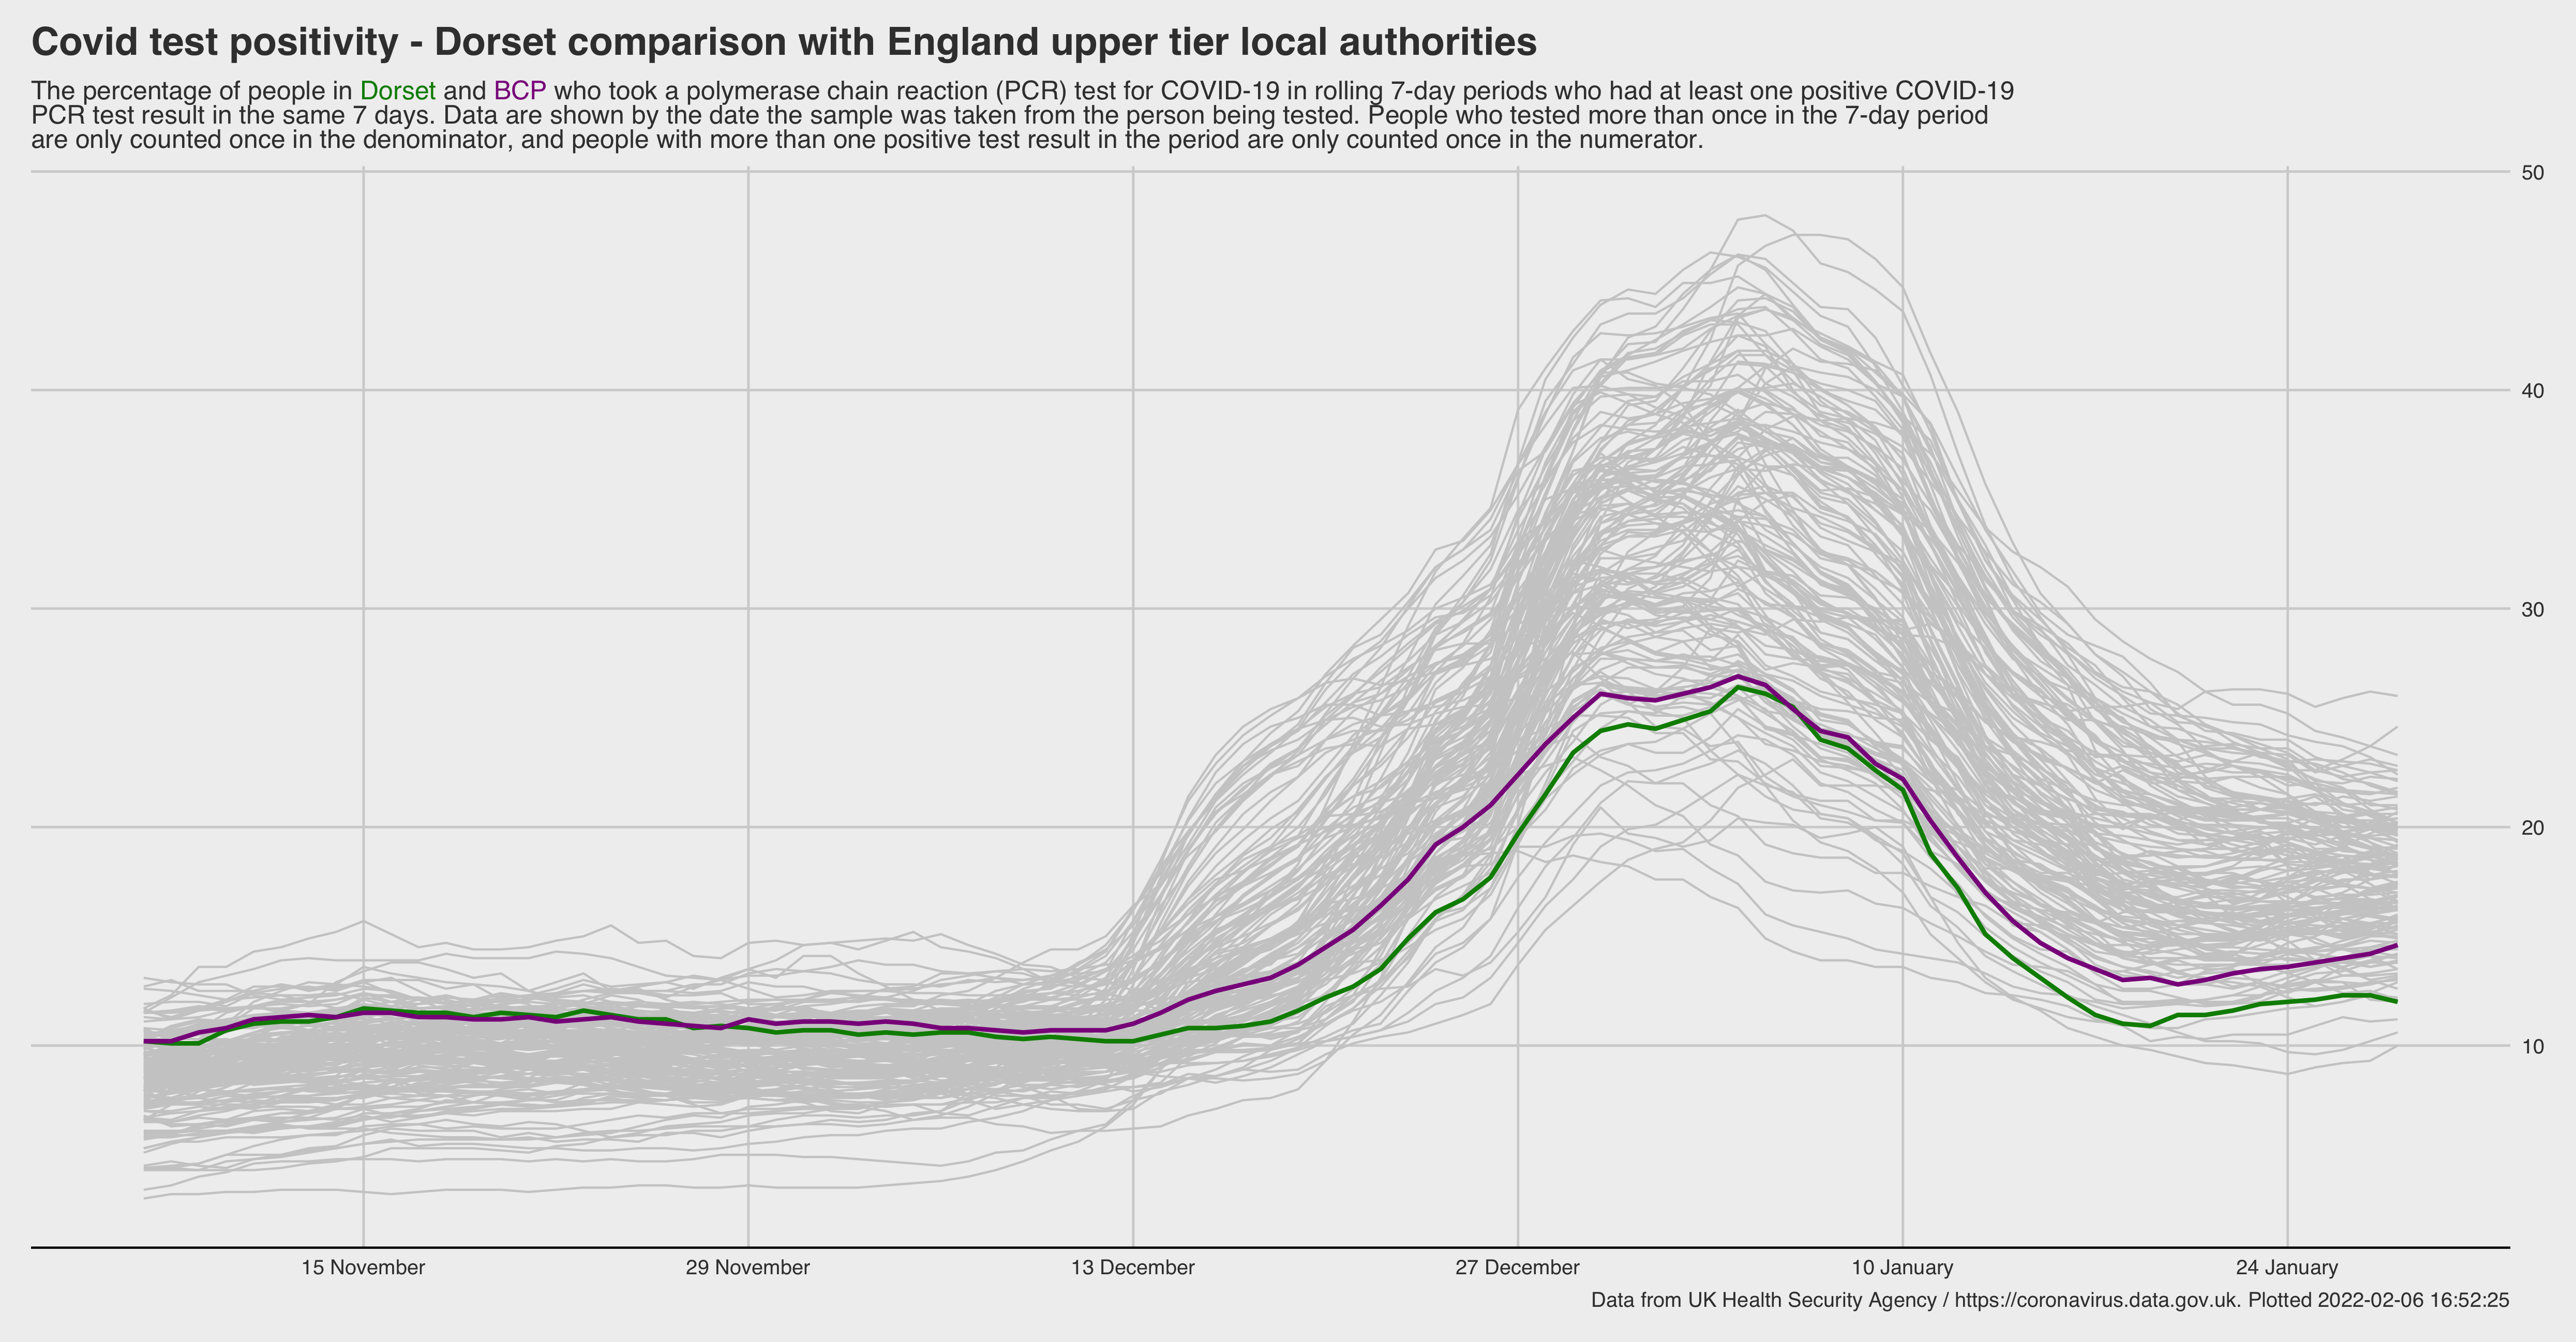 Covid test positivity - Dorset comparison with England upper tier local authorities
The percentage of people in Dorset and BCP who took a polymerase chain reaction (PCR) test for COVID-19 in rolling 7-day periods who had at least one positive COVID-19
PCR test result in the same 7 days. Data are shown by the date the sample was taken from the person being tested. People who tested more than once in the 7-day period
are only counted once in the denominator, and people with more than one positive test result in the period are only counted once in the numerator.
50
40
30
20
10
15 November
29 November
13 December
27 December
10 January
24 January
Data from UK Health Security Agency / https://coronavirus.data.gov.uk. Plotted 2022-02-06 16:52:25